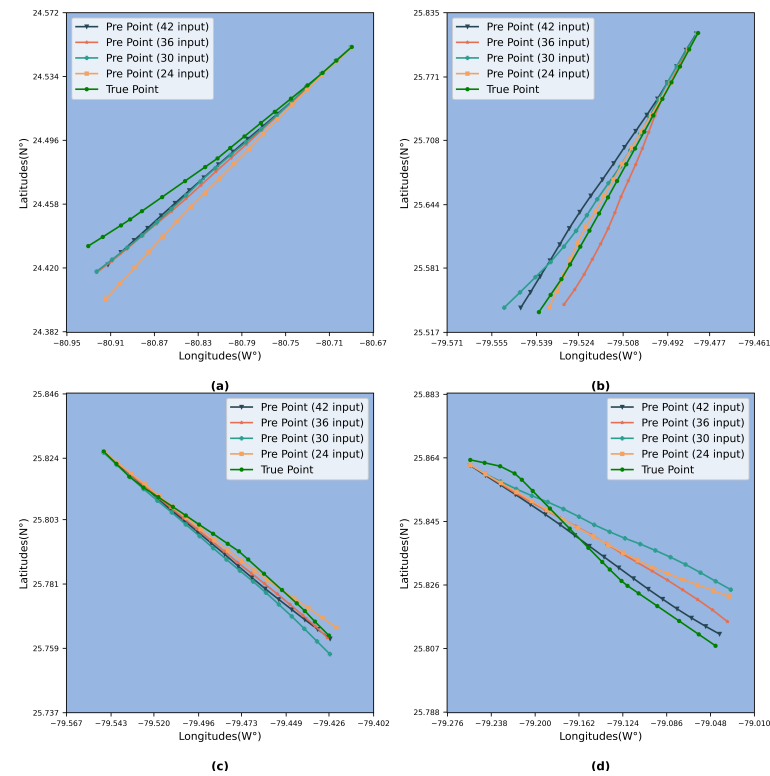 24.572
24.534
24.496
24.458
24.420
24.382
Latitudes(N°)
Pre Point (42 input)
Pre Point (36 input)
Pre Point (30 input)
Pre Point (24 input)
True Point
−80.95 −80.91 −80.87 −80.83 −80.79 −80.75 −80.71 −80.67
Longitudes(W°)
(a)
25.835
25.771
25.708
25.644
25.581
25.517
Latitudes(N°)
Pre Point (42 input)
Pre Point (36 input)
Pre Point (30 input)
Pre Point (24 input)
True Point
−79.571 −79.555 −79.539 −79.524 −79.508 −79.492 −79.477 −79.461
Longitudes(W°)
(b)
25.846
25.824
25.803
25.781
25.759
25.737
Latitudes(N°)
Pre Point (42 input)
Pre Point (36 input)
Pre Point (30 input)
Pre Point (24 input)
True Point
−79.567 −79.543 −79.520 −79.496 −79.473 −79.449 −79.426 −79.402
Longitudes(W°)
(c)
25.883
25.864
25.845
25.826
25.807
25.788
Latitudes(N°)
Pre Point (42 input)
Pre Point (36 input)
Pre Point (30 input)
Pre Point (24 input)
True Point
−79.276 −79.238 −79.200 −79.162 −79.124 −79.086 −79.048 −79.010
Longitudes(W°)
(d)